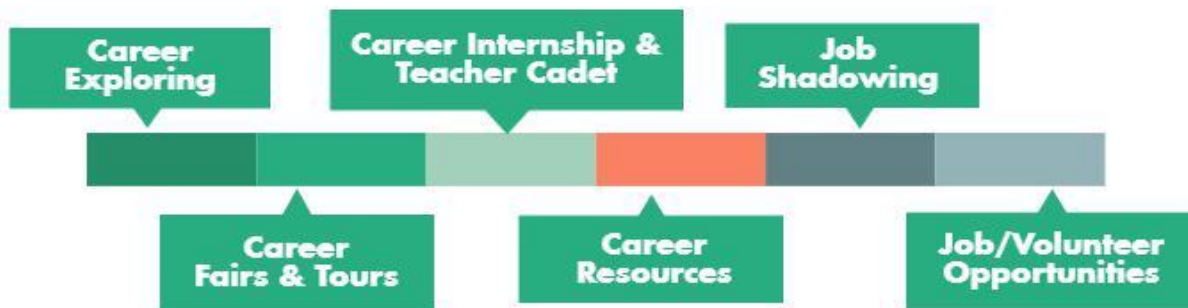 Career
Exploring
Career Internship &
Teacher Cadet
Job
Shadowing
Career
Fairs & Tours
Career
Resources
Job/Volunteer
Opportunities